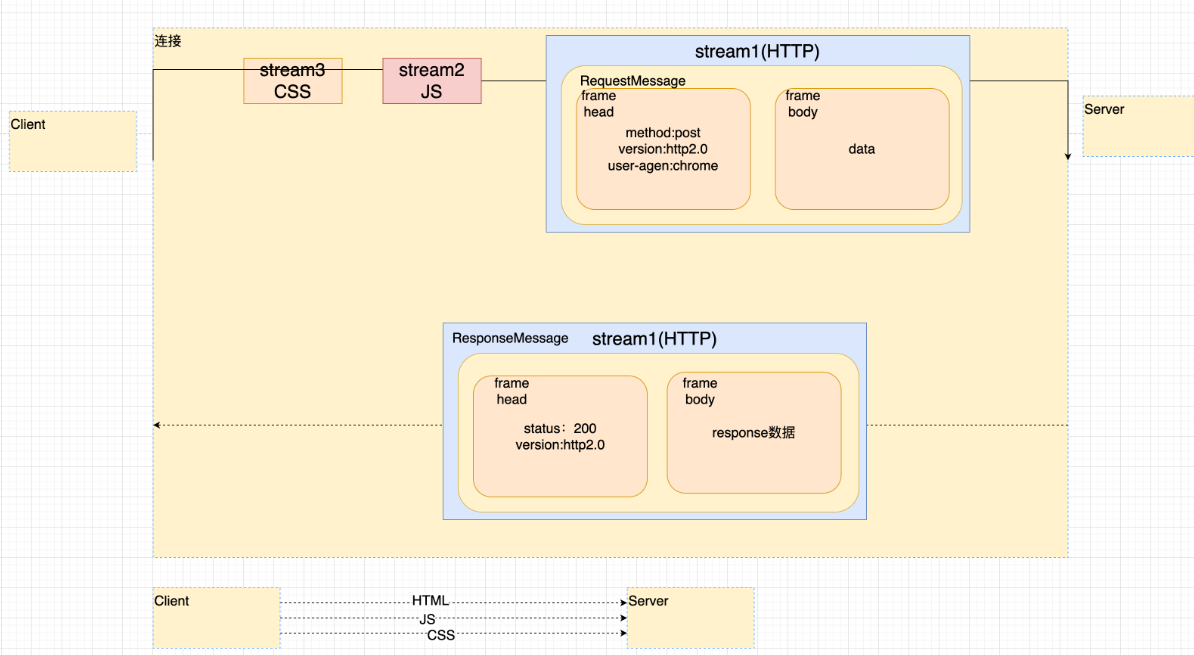 连接
stream3
CSS
stream2
JS
stream1(HTTP)
RequestMessage
frame
head
method:post
version:http2.0
user-agen:chrome
frame
body
data
Client
Server
ResponseMessage
stream1(HTTP)
frame
head
status：200
version:http2.0
frame
body
response数据
Client
HTML
JS
CSS
Server